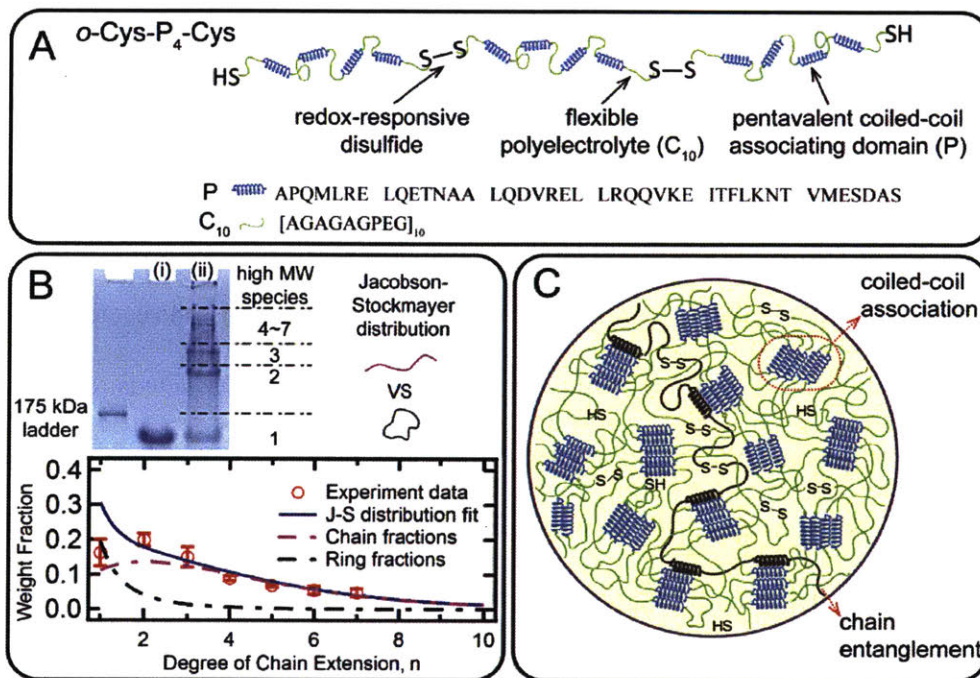 A
o-Cys-P4-Cys
HS
S—S
S—S
SH
redox-responsive
disulfide
flexible
polyelectrolyte (C10)
pentavalent coiled-coil
associating domain (P)
P APQMLRE LQETNAA LQDVREL LRQQVKE ITFLKNT VMESDAS
C10 [AGAGAGPEG]10
B
(i) (ii)
high MW
species
4~7
3
2
1
175 kDa
ladder
Jacobson-
Stockmayer
distribution
VS
Weight Fraction
0.4
0.3
0.2
0.1
0.0
Experiment data
J-S distribution fit
Chain fractions
Ring fractions
2 4 6 8 10
Degree of Chain Extension, n
C
coiled-coil
association
S-S
S-S
HS
S-S
S-S
S-S
SH
S-S
S-S
HS
chain
entanglement